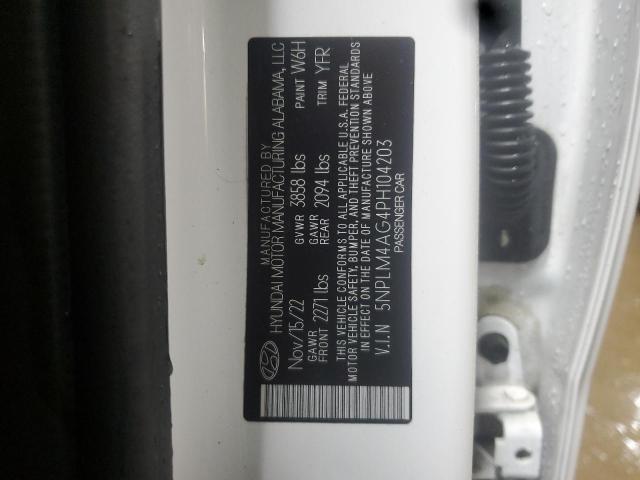 MANUFACTURED BY
HYUNDAI MOTOR MANUFACTURING ALABAMA, LLC
Nov/15/22 GVWR 3858 lbs PAINT W6H
GAWR FRONT 2271 lbs GAWR REAR 2094 lbs TRIM YFR
THIS VEHICLE CONFORMS TO ALL APPLICABLE U.S.A. FEDERAL
MOTOR VEHICLE SAFETY, BUMPER, AND THEFT PREVENTION STANDARDS
IN EFFECT ON THE DATE OF MANUFACTURE SHOWN ABOVE
V.I.N 5NPLM4AG4PH104203
PASSENGER CAR